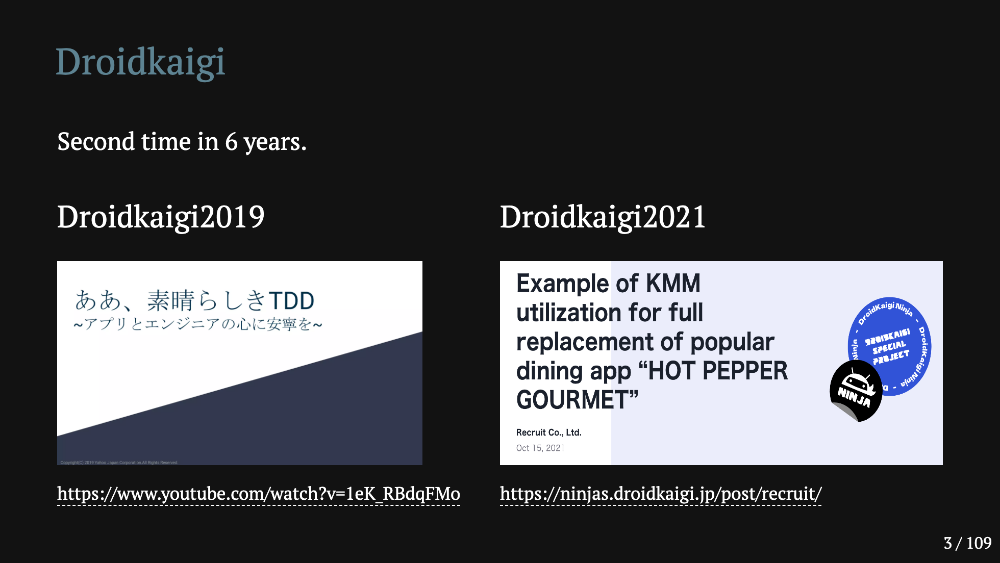 Droidkaigi
Second time in 6 years.
Droidkaigi2019
ああ、素晴らしきTDD
~アプリとエンジニアの心に安寧を~
Copyright(C) 2019 Yahoo Japan Corporation.All Rights Reserved.
https://www.youtube.com/watch?v=1eK_RBdqFMo
Droidkaigi2021
Example of KMM
utilization for full
replacement of popular
dining app “HOT PEPPER
GOURMET”
Recruit Co., Ltd.
Oct 15, 2021
DroidKaigi Ninja - DroidKaigi Ninja - D
Ninja -
DROIDKAIGI
SPECIAL
PROJECT
NINJA
https://ninjas.droidkaigi.jp/post/recruit/
3 / 109